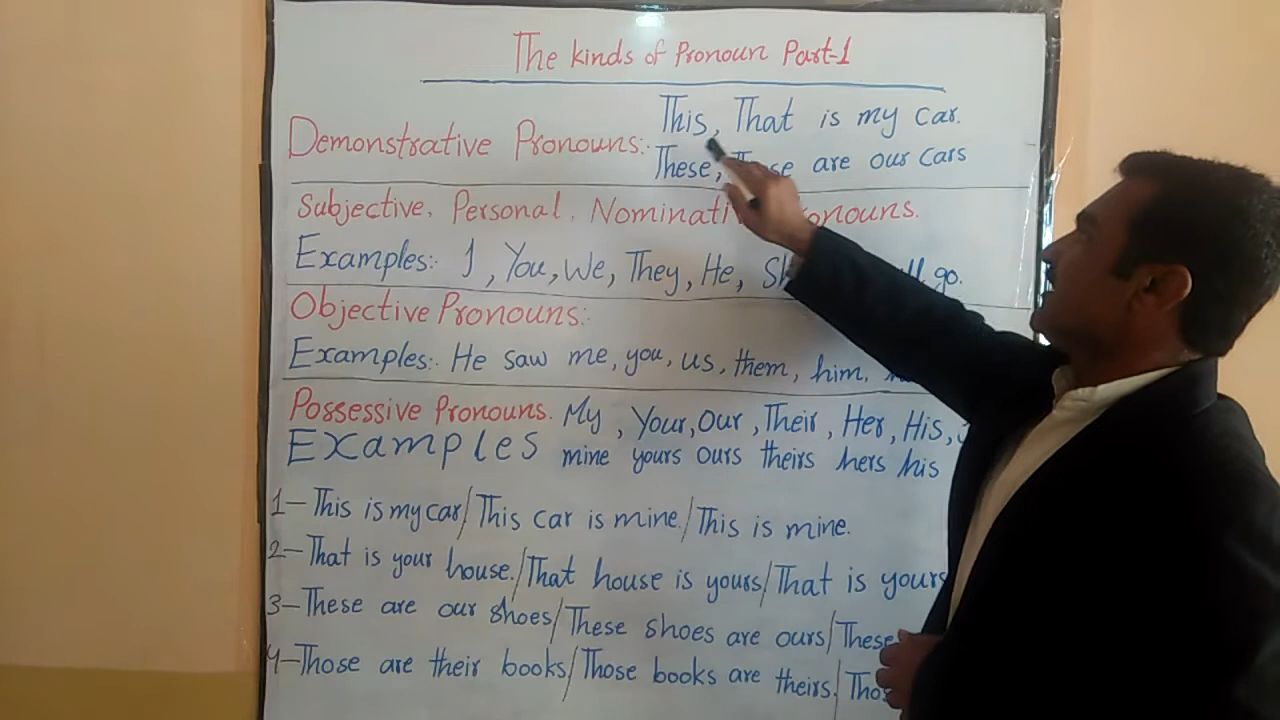 The kinds of Pronoun Part-1
Demonstrative Pronouns:. This, That is my car.
These, Those are our cars
Subjective, Personal, Nominative Pronouns.
Examples:. I, You, We, They, He, go.
Objective Pronouns:.
Examples:. He saw me, you, us, them, him,
Possessive Pronouns. My, Your, Our, Their, Her, His,
Examples mine yours ours theirs hers his
1- This is my car/This car is mine./This is mine.
2- That is your house./That house is yours/That is yours
3- These are our shoes/These shoes are ours/These
4- Those are their books/Those books are theirs./